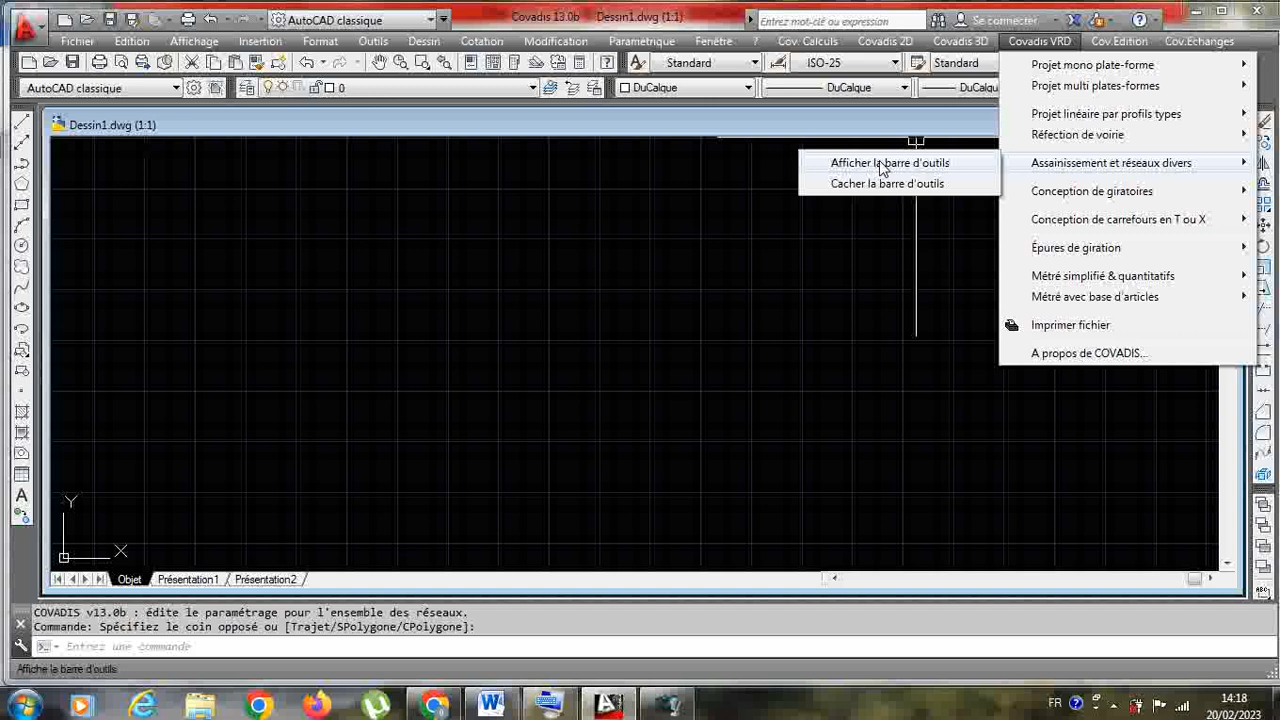 AutoCAD classique
Covadis 13.0b Dessin1.dwg (1:1)
Entrez mot-clé ou expression
Se connecter
Fichier Edition Affichage Insertion Format Outils Dessin Cotation Modification Paramétrique Fenêtre ? Cov. Calculs Covadis 2D Covadis 3D Covadis VRD Cov.Edition Cov.Echanges
Standard ISO-25 Standard
AutoCAD classique 0 DuCalque DuCalque DuCalq
Dessin1.dwg (1:1)
Projet mono plate-forme
Projet multi plates-formes
Projet linéaire par profils types
Réfection de voirie
Assainissement et réseaux divers
Conception de giratoires
Conception de carrefours en T ou X
Épures de giration
Métré simplifié & quantitatifs
Métré avec base d'articles
Imprimer fichier
A propos de COVADIS...
Afficher la barre d'outils
Cacher la barre d'outils
Y
X
Objet Présentation1 Présentation2
COVADIS v13.0b : édite le paramétrage pour l'ensemble des réseaux.
Commande: Spécifiez le coin opposé ou [Trajet/SPolygone/CPolygone]:
Entrez une commande
Affiche la barre d'outils
FR
14:18
20/02/2023